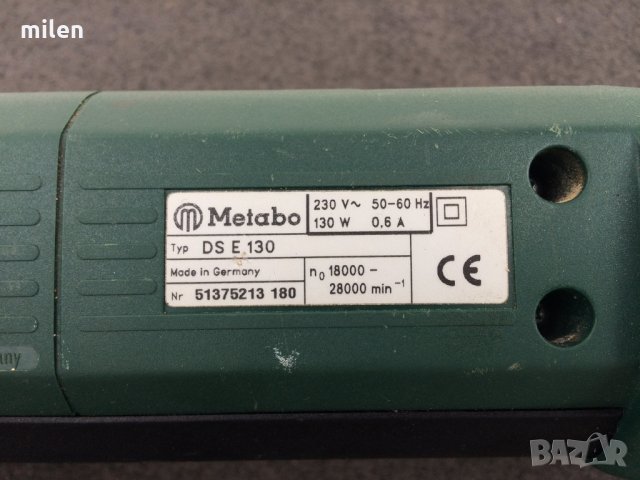 milen
Metabo
230 V~ 50-60 Hz
130 W 0,6 A
Typ DS E 130
Made in Germany
n₀ 18000 –
28000 min⁻¹
Nr 51375213 180
CE
any
BAZAR